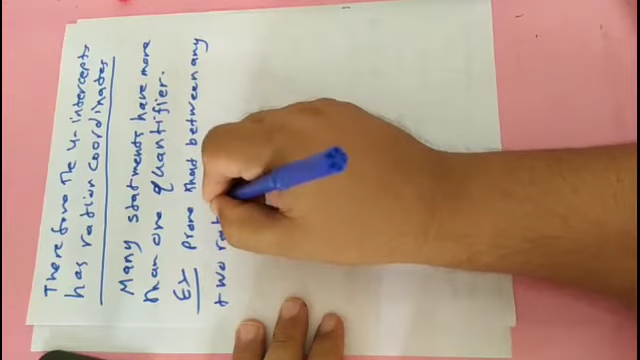 Therefore The y-intercepts
has ration coordinates
Many statments have more
than one quantifier.
Ex prove that between any
two rat